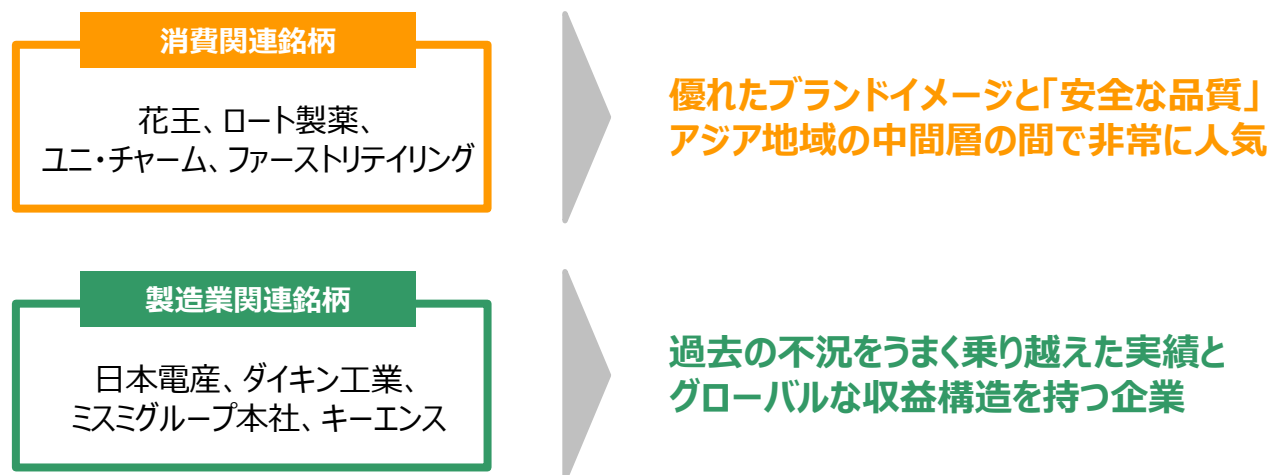 消費関連銘柄
花王、ロート製薬、
ユニ・チャーム、ファーストリテイリング
優れたブランドイメージと「安全な品質」
アジア地域の中間層の間で非常に人気
製造業関連銘柄
日本電産、ダイキン工業、
ミスミグループ本社、キーエンス
過去の不況をうまく乗り越えた実績と
グローバルな収益構造を持つ企業